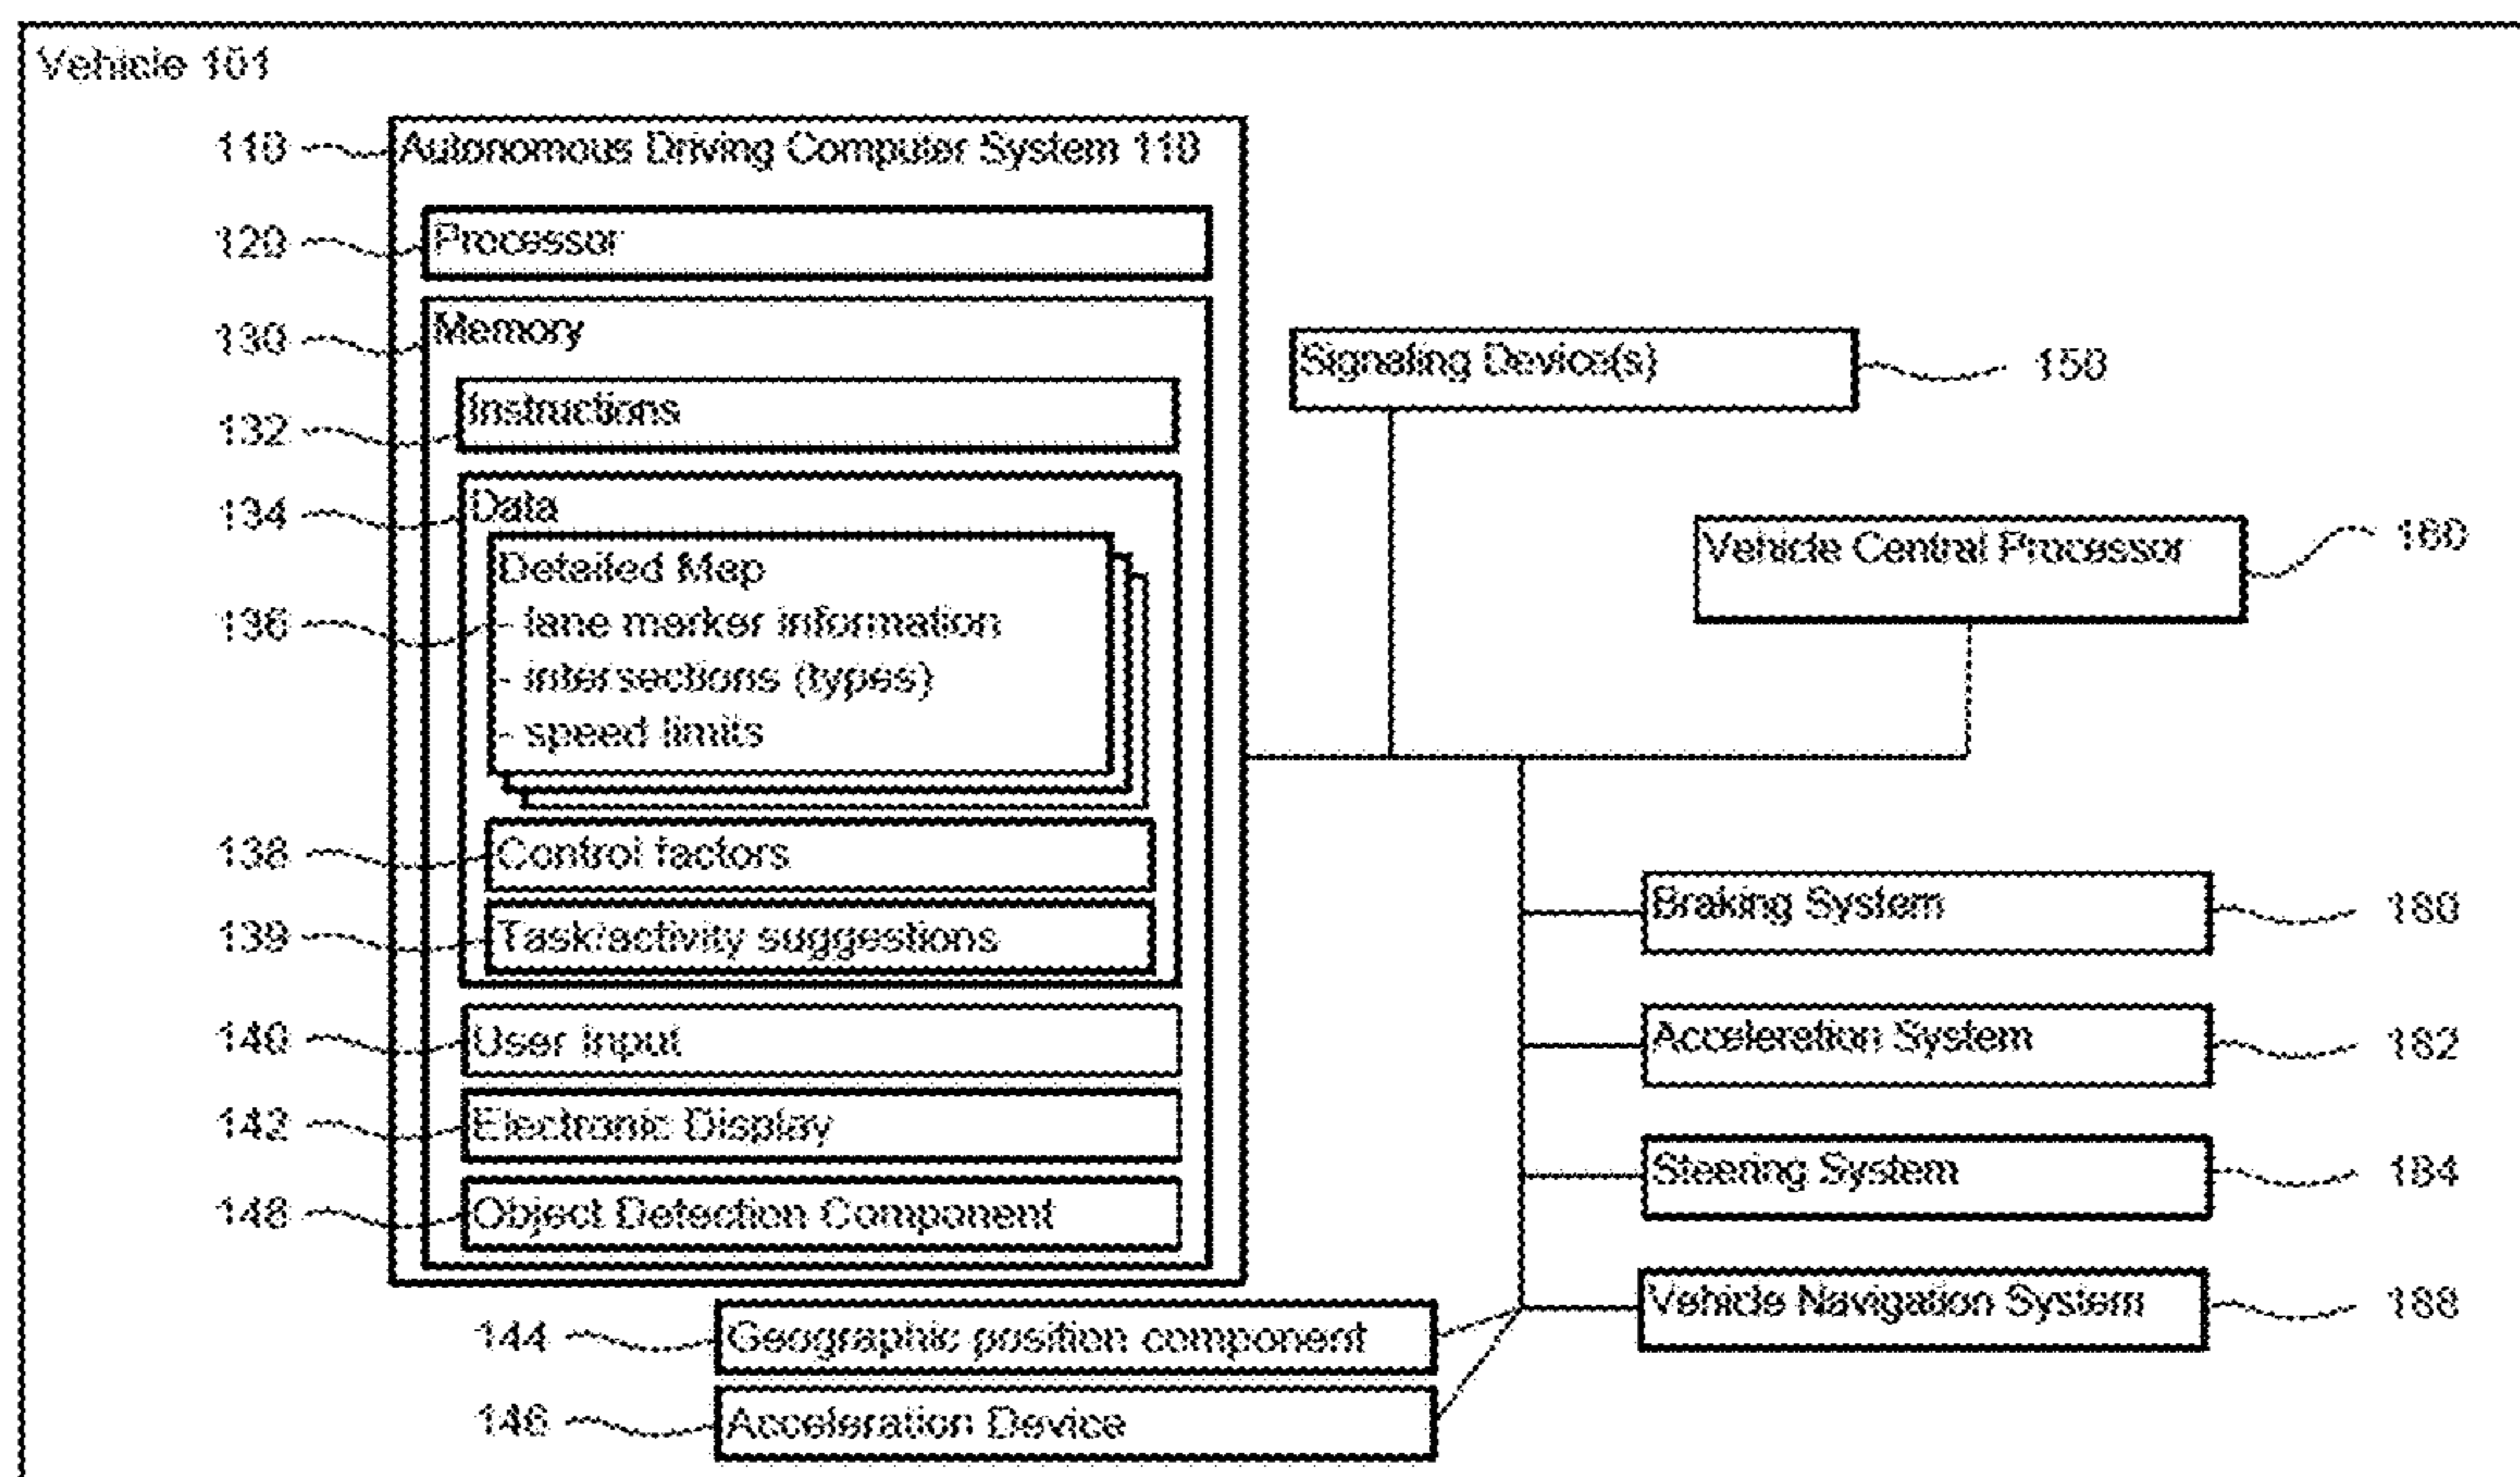 Vehicle 101
110 Autonomous Driving Computer System 110
120 Processor
130 Memory
132 Instructions
134 Data
Detailed Map
136 - lane marker information
- intersections (types)
- speed limits
138 Control factors
139 Task/activity suggestions
140 User input
142 Electronic Display
148 Object Detection Component
144 Geographic position component
146 Acceleration Device
Signaling Device(s) 150
Vehicle Central Processor 160
Braking System 180
Acceleration System 182
Steering System 184
Vehicle Navigation System